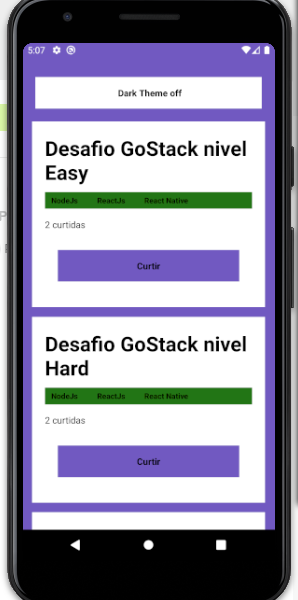 5:07
Dark Theme off
Desafio GoStack nivel
Easy
NodeJs ReactJs React Native
2 curtidas
Curtir
Desafio GoStack nivel
Hard
NodeJs ReactJs React Native
2 curtidas
Curtir